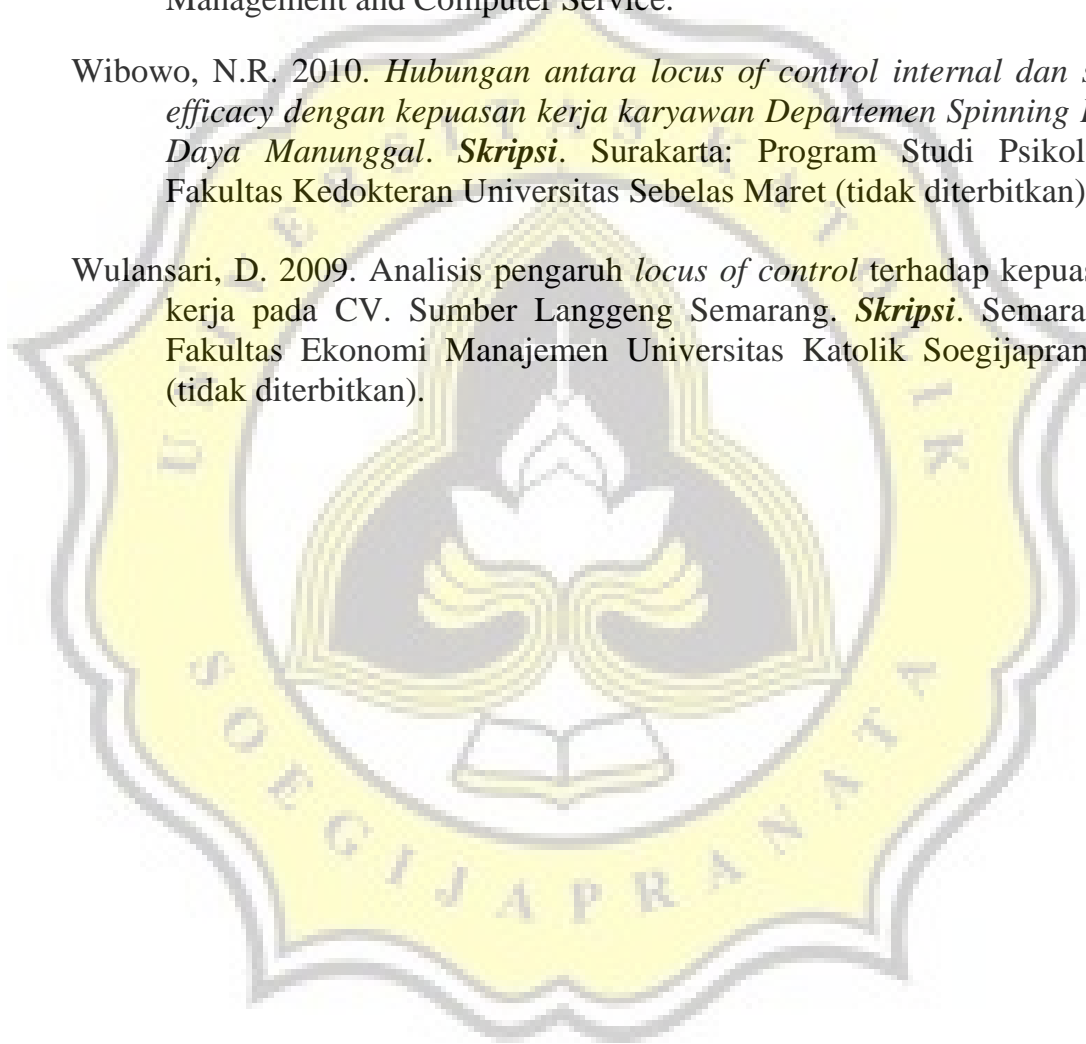 Management and Computer Service.
Wibowo, N.R. 2010. Hubungan antara locus of control internal dan
efficacy dengan kepuasan kerja karyawan Departemen Spinning
Daya Manunggal. Skripsi. Surakarta: Program Studi Psikol
Fakultas Kedokteran Universitas Sebelas Maret (tidak diterbitkan)
Wulansari, D. 2009. Analisis pengaruh locus of control terhadap kepuas
kerja pada CV. Sumber Langgeng Semarang. Skripsi. Semara
Fakultas Ekonomi Manajemen Universitas Katolik Soegijapran
(tidak diterbitkan).
UNIVERSITAS KATOLIK
SOEGIJAPRANATA